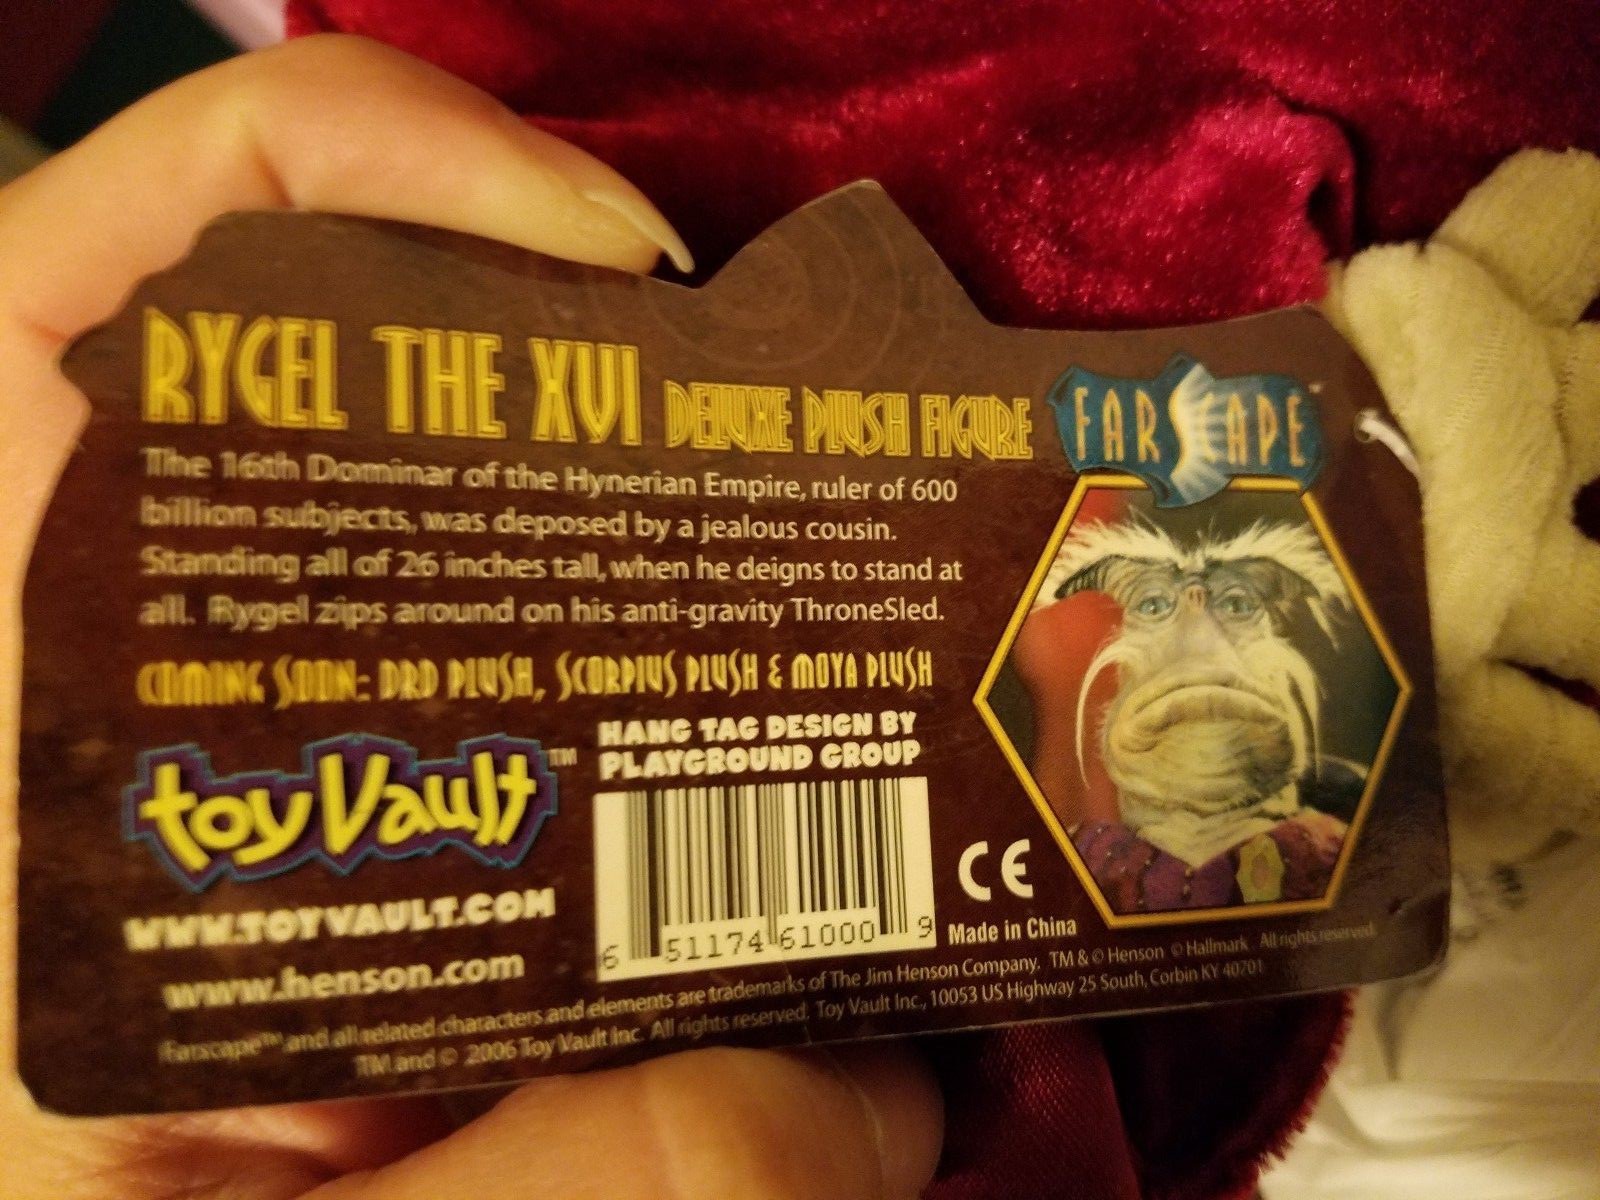 RYGEL THE XVI DELUXE PLUSH FIGURE
FARSCAPE™
The 16th Dominar of the Hynerian Empire, ruler of 600
billion subjects, was deposed by a jealous cousin.
Standing all of 26 inches tall, when he deigns to stand at
all. Rygel zips around on his anti-gravity ThroneSled.
COMING SOON: DRD PLUSH, SCORPIUS PLUSH & MOYA PLUSH
toy Vault™
HANG TAG DESIGN BY
PLAYGROUND GROUP
WWW.TOYVAULT.COM
www.henson.com
6 51174 61000 9
CE
Made in China
Farscape™ and all related characters and elements are trademarks of The Jim Henson Company. TM & © Henson © Hallmark All rights reserved.
TM and © 2006 Toy Vault Inc. All rights reserved. Toy Vault Inc., 10053 US Highway 25 South, Corbin KY 40701